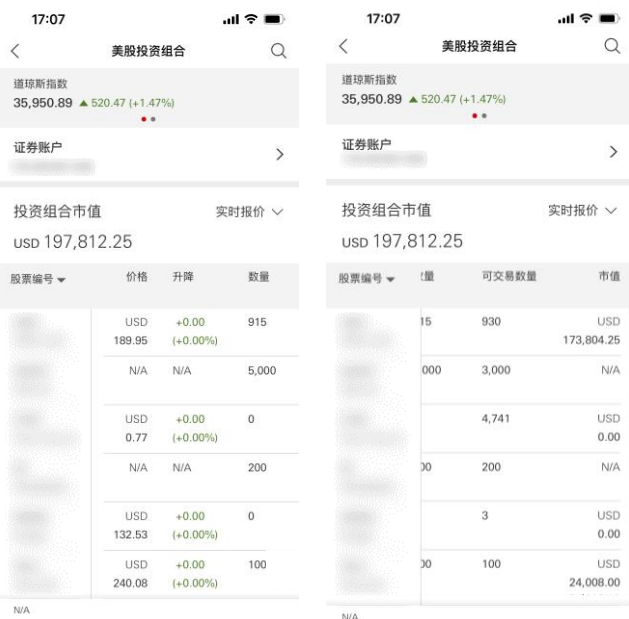 17:07
美股投资组合
道琼斯指数
35,950.89 ▲ 520.47 (+1.47%)
证券账户
投资组合市值 实时报价
USD 197,812.25
股票编号 价格 升降 数量
USD +0.00 915
189.95 (+0.00%)
N/A N/A 5,000
USD +0.00 0
0.77 (+0.00%)
N/A N/A 200
USD +0.00 0
132.53 (+0.00%)
USD +0.00 100
240.08 (+0.00%)
N/A
17:07
美股投资组合
道琼斯指数
35,950.89 ▲ 520.47 (+1.47%)
证券账户
投资组合市值 实时报价
USD 197,812.25
股票编号 量 可交易数量 市值
15 930 USD
173,804.25
000 3,000 N/A
4,741 USD
0.00
00 200 N/A
3 USD
0.00
00 100 USD
24,008.00
N/A